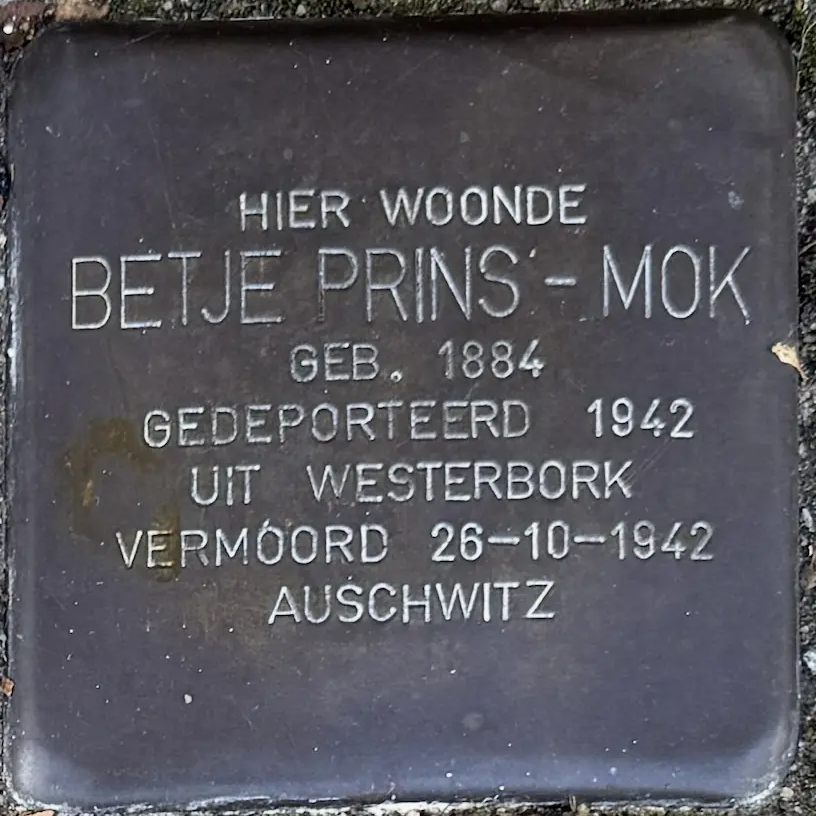 HIER WOONDE
BETJE PRINS - MOK
GEB. 1884
GEDEPORTEERD 1942
UIT WESTERBORK
VERMOORD 26-10-1942
AUSCHWITZ